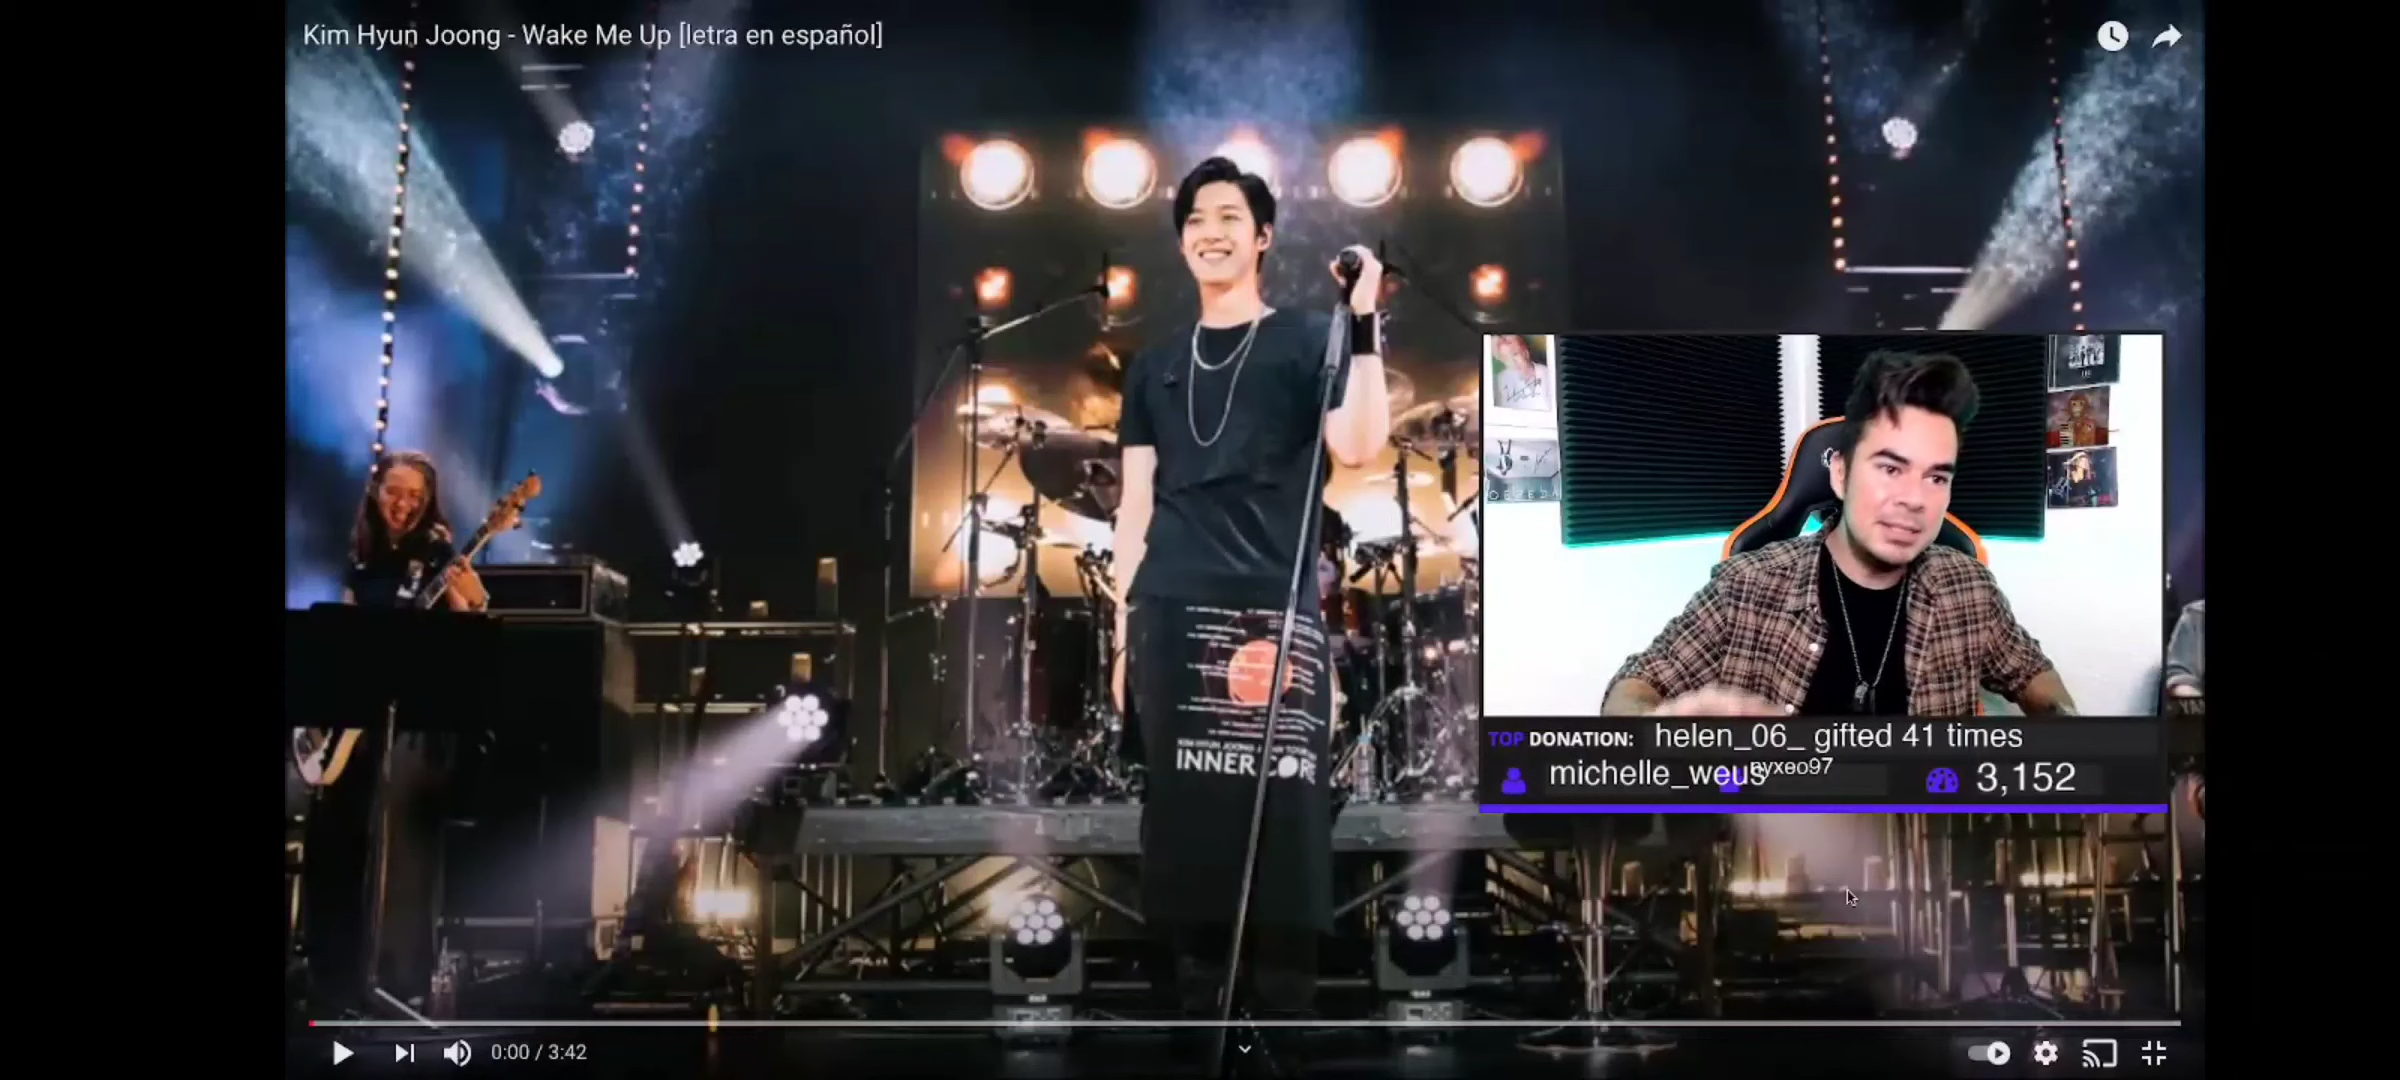 Kim Hyun Joong - Wake Me Up [letra en español]
INNER CORE
TOP DONATION: helen_06_ gifted 41 times
michelle_weus nyxeo97 3,152
0:00 / 3:42